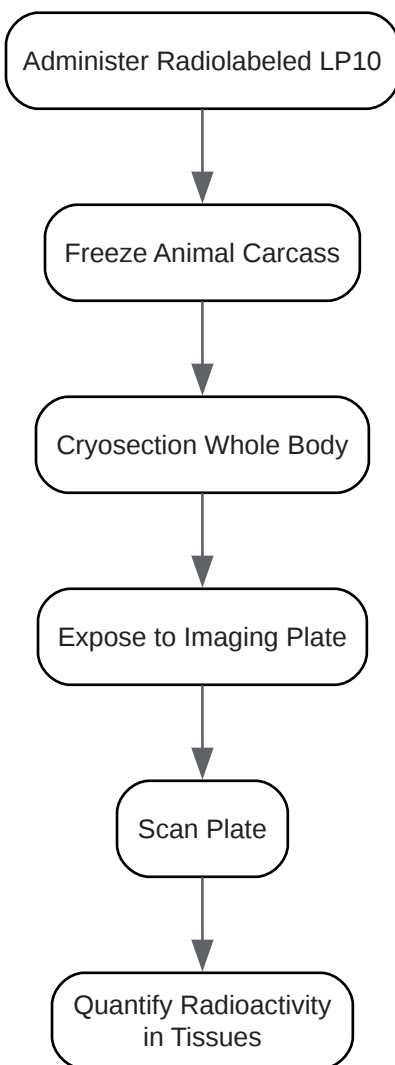 Administer Radiolabeled LP10
Freeze Animal Carcass
Cryosection Whole Body
Expose to Imaging Plate
Scan Plate
Quantify Radioactivity
in Tissues